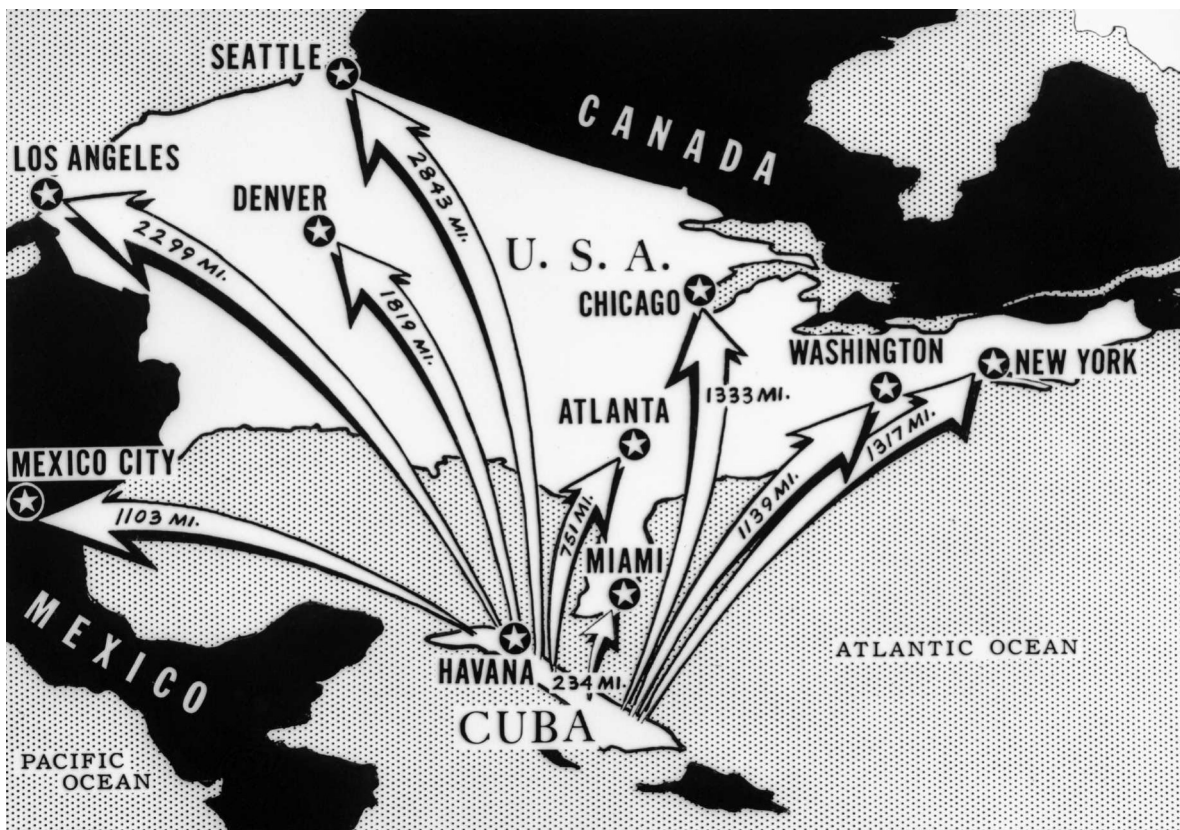 SEATTLE
CANADA
LOS ANGELES
2843 MI.
DENVER
2299 MI.
U. S. A.
CHICAGO
1819 MI.
WASHINGTON
NEW YORK
1333 MI.
ATLANTA
1317 MI.
MEXICO CITY
1139 MI.
1103 MI.
751 MI.
MIAMI
MEXICO
HAVANA
234 MI.
ATLANTIC OCEAN
CUBA
PACIFIC
OCEAN